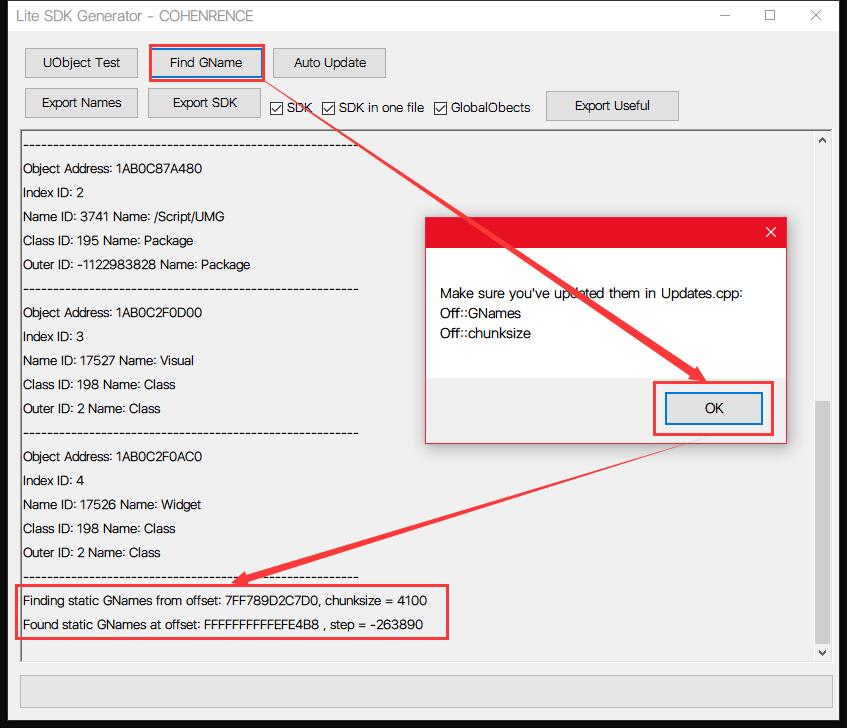 Lite SDK Generator - COHENRENCE
UObject Test
Find GName
Auto Update
Export Names
Export SDK
SDK
SDK in one file
GlobalObects
Export Useful
--------------------------------------------------------
Object Address: 1AB0C87A480
Index ID: 2
Name ID: 3741 Name: /Script/UMG
Class ID: 195 Name: Package
Outer ID: -1122983828 Name: Package
--------------------------------------------------------
Object Address: 1AB0C2F0D00
Index ID: 3
Name ID: 17527 Name: Visual
Class ID: 198 Name: Class
Outer ID: 2 Name: Class
--------------------------------------------------------
Object Address: 1AB0C2F0AC0
Index ID: 4
Name ID: 17526 Name: Widget
Class ID: 198 Name: Class
Outer ID: 2 Name: Class
--------------------------------------------------------
Finding static GNames from offset: 7FF789D2C7D0, chunksize = 4100
Found static GNames at offset: FFFFFFFFFFEFE4B8 , step = -263890
Make sure you've updated them in Updates.cpp:
Off::GNames
Off::chunksize
OK